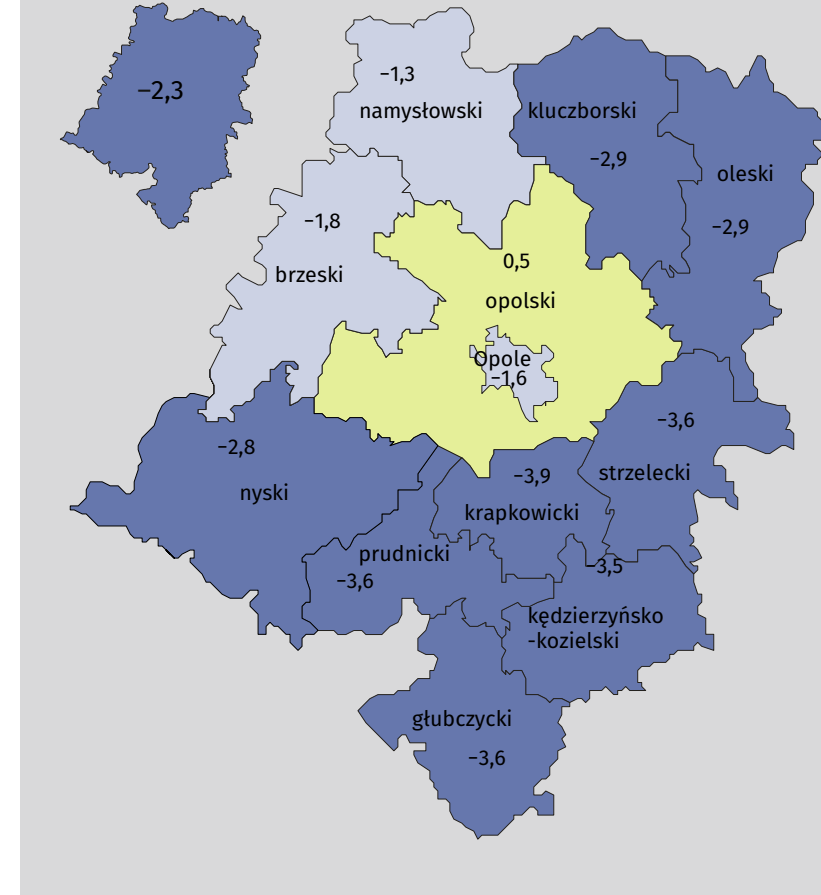 −2,3
−1,3
namysłowski
kluczborski
−2,9
oleski
−2,9
−1,8
brzeski
0,5
opolski
Opole
−1,6
−2,8
nyski
−3,6
strzelecki
−3,9
krapkowicki
prudnicki
−3,6
−3,5
kędzierzyńsko
-kozielski
głubczycki
−3,6